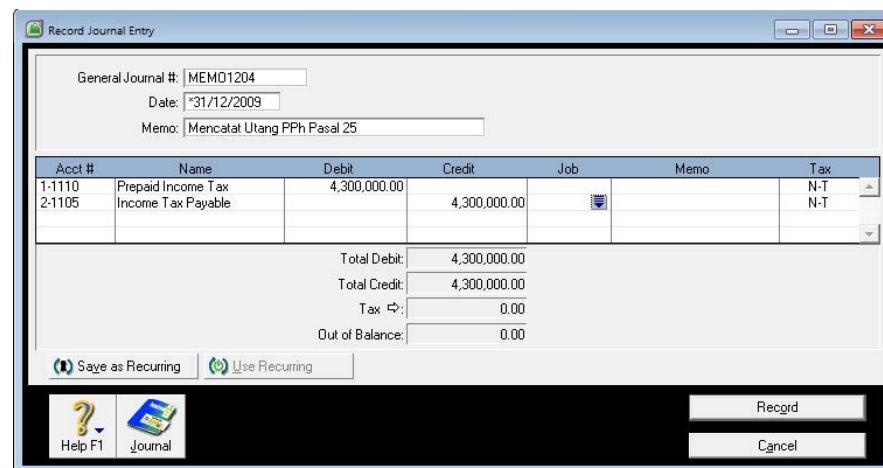 Record Journal Entry
General Journal #: MEMO1204
Date: *31/12/2009
Memo: Mencatat Utang PPh Pasal 25
Acct # Name Debit Credit Job Memo Tax
1-1110 Prepaid Income Tax 4,300,000.00 N-T
2-1105 Income Tax Payable 4,300,000.00 N-T
Total Debit: 4,300,000.00
Total Credit: 4,300,000.00
Tax ⇨: 0.00
Out of Balance: 0.00
Save as Recurring Use Recurring
Help F1 Journal
Record
Cancel